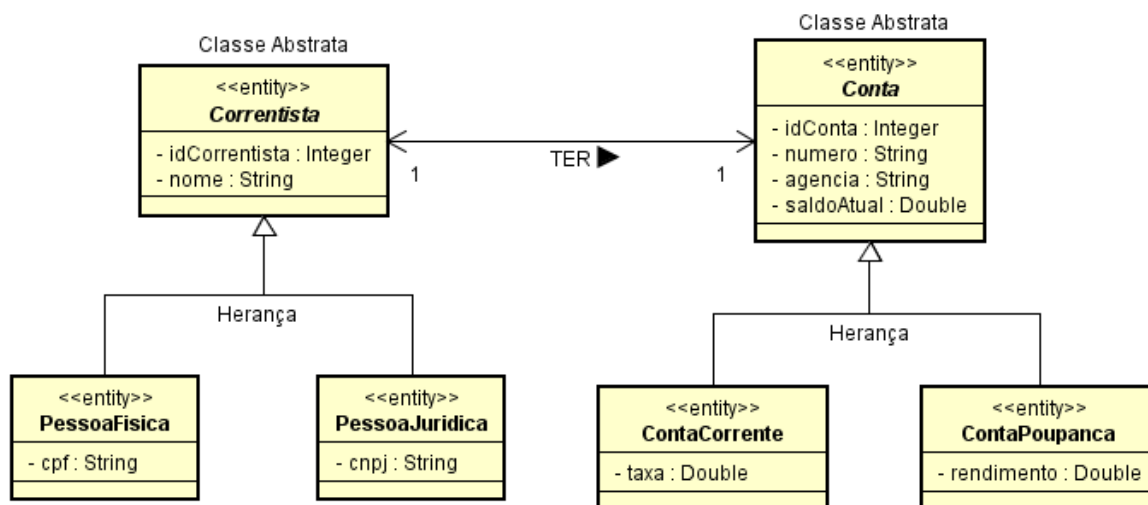 Classe Abstrata
<<entity>>
Correntista
- idCorrentista : Integer
- nome : String
Classe Abstrata
<<entity>>
Conta
- idConta : Integer
- numero : String
- agencia : String
- saldoAtual : Double
1
TER
1
Herança
Herança
<<entity>>
PessoaFisica
- cpf : String
<<entity>>
PessoaJuridica
- cnpj : String
<<entity>>
ContaCorrente
- taxa : Double
<<entity>>
ContaPoupanca
- rendimento : Double